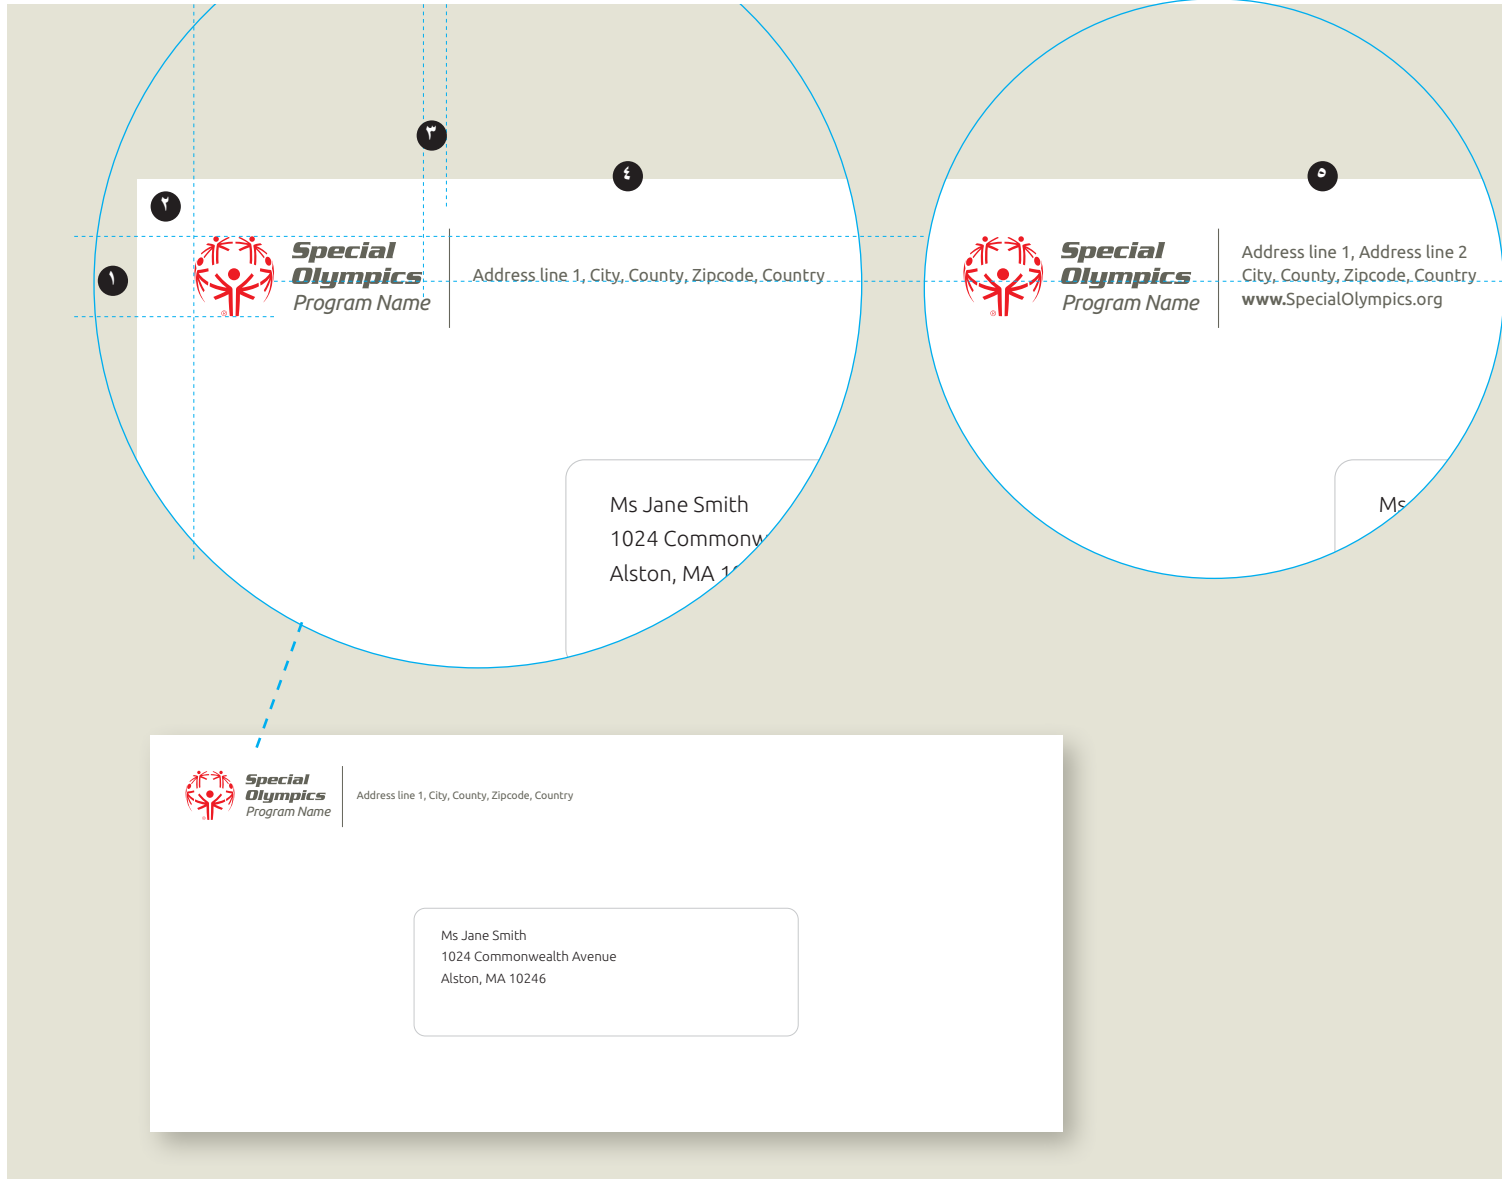 ٣
٤
٥
٢
١
Special
Olympics
Program Name
®
Address line 1, City, County, Zipcode, Country
Special
Olympics
Program Name
®
Address line 1, Address line 2
City, County, Zipcode, Country
www.SpecialOlympics.org
Ms Jane Smith
1024 Commonw
Alston, MA 1
Ms
Special
Olympics
Program Name
®
Address line 1, City, County, Zipcode, Country
Ms Jane Smith
1024 Commonwealth Avenue
Alston, MA 10246